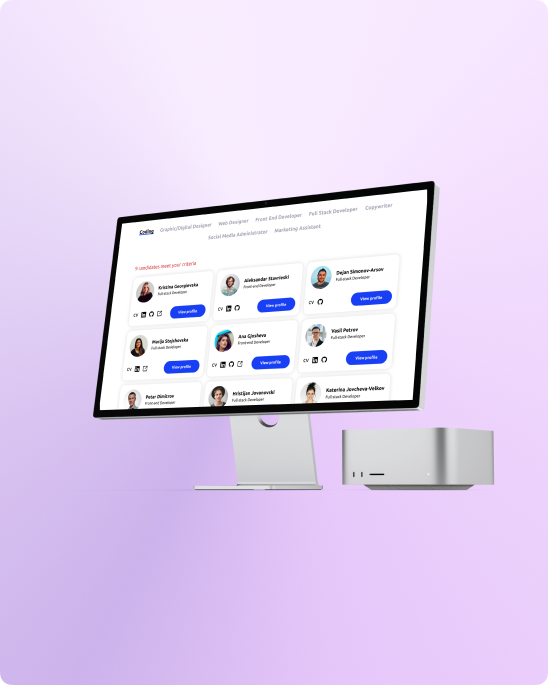 Coding Graphic/Digital Designer Web Designer Front End Developer Full Stack Developer Copywriter
Social Media Administrator Marketing Assistant
9 candidates meet your criteria
Kristina Georgievska
Full stack Developer
CV
View profile
Aleksandar Stavrieski
Front end Developer
CV
View profile
Dejan Simonov-Arsov
Full stack Developer
CV
View profile
Marija Stojchevska
Full stack Developer
CV
View profile
Ana Gjosheva
Front end Developer
CV
View profile
Vasil Petrov
Full stack Developer
CV
View profile
Petar Dimitrov
Front end Developer
Hristijan Jovanovski
Full stack Developer
Katerina Jovcheva-Velkov
Full stack Developer